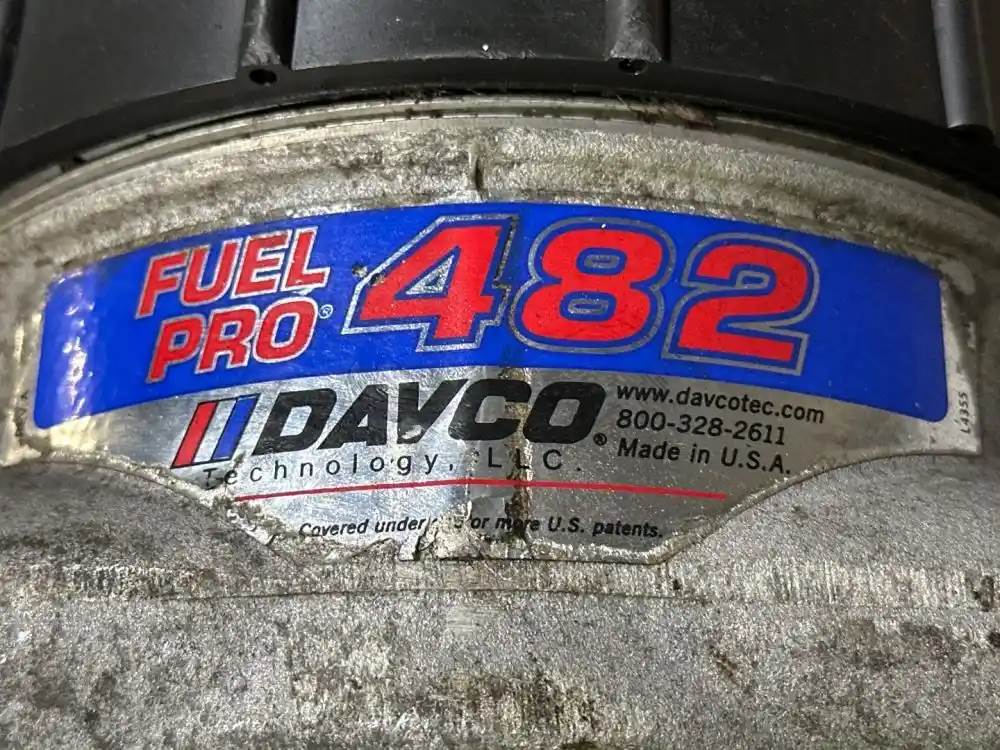 FUEL
PRO® 482
DAVCO®
Technology, LLC.
www.davcotec.com
800-328-2611
Made in U.S.A.
Covered under or more U.S. patents.
L4355